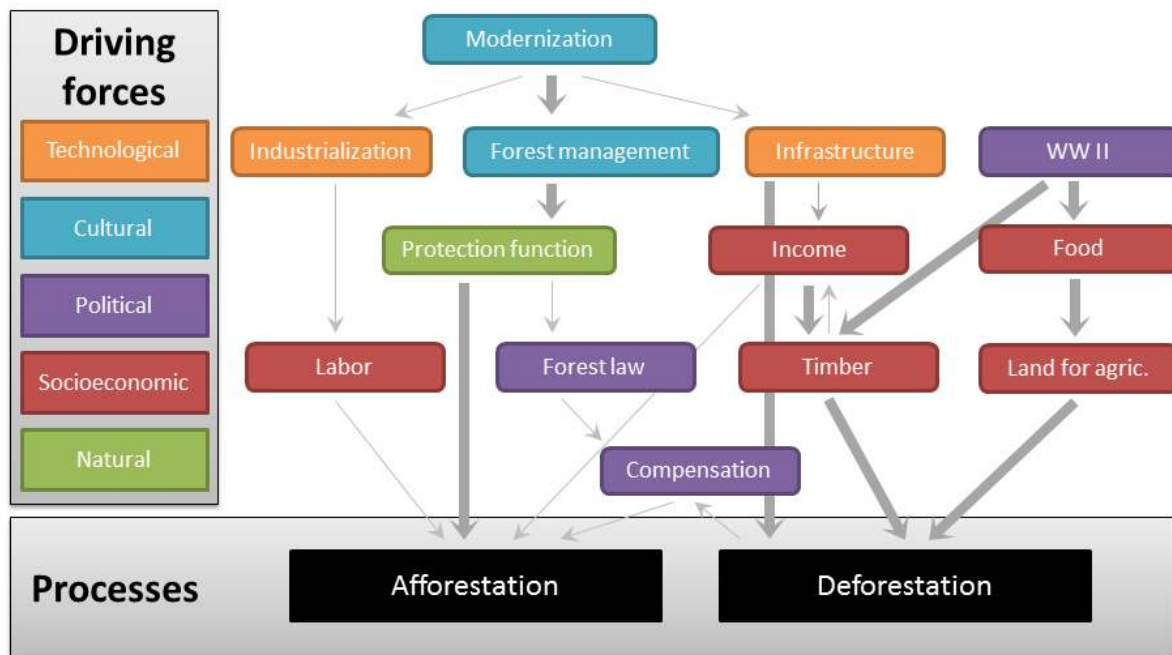 Driving
forces
Technological
Cultural
Political
Socioeconomic
Natural
Modernization
Industrialization
Forest management
Infrastructure
WW II
Protection function
Income
Food
Labor
Forest law
Timber
Land for agric.
Compensation
Processes
Afforestation
Deforestation